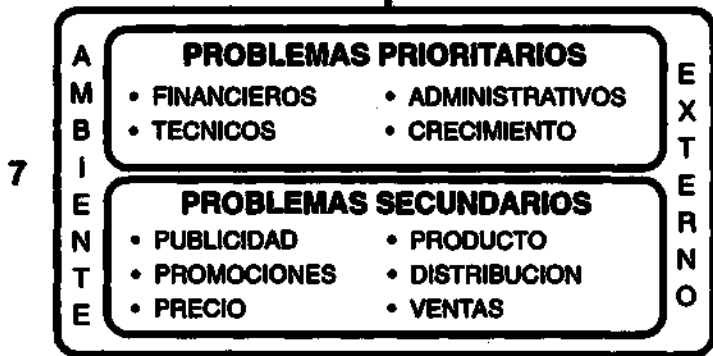 7
AMBIENTE
PROBLEMAS PRIORITARIOS
• FINANCIEROS
• ADMINISTRATIVOS
• TECNICOS
• CRECIMIENTO
PROBLEMAS SECUNDARIOS
• PUBLICIDAD
• PRODUCTO
• PROMOCIONES
• DISTRIBUCION
• PRECIO
• VENTAS
EXTERNO